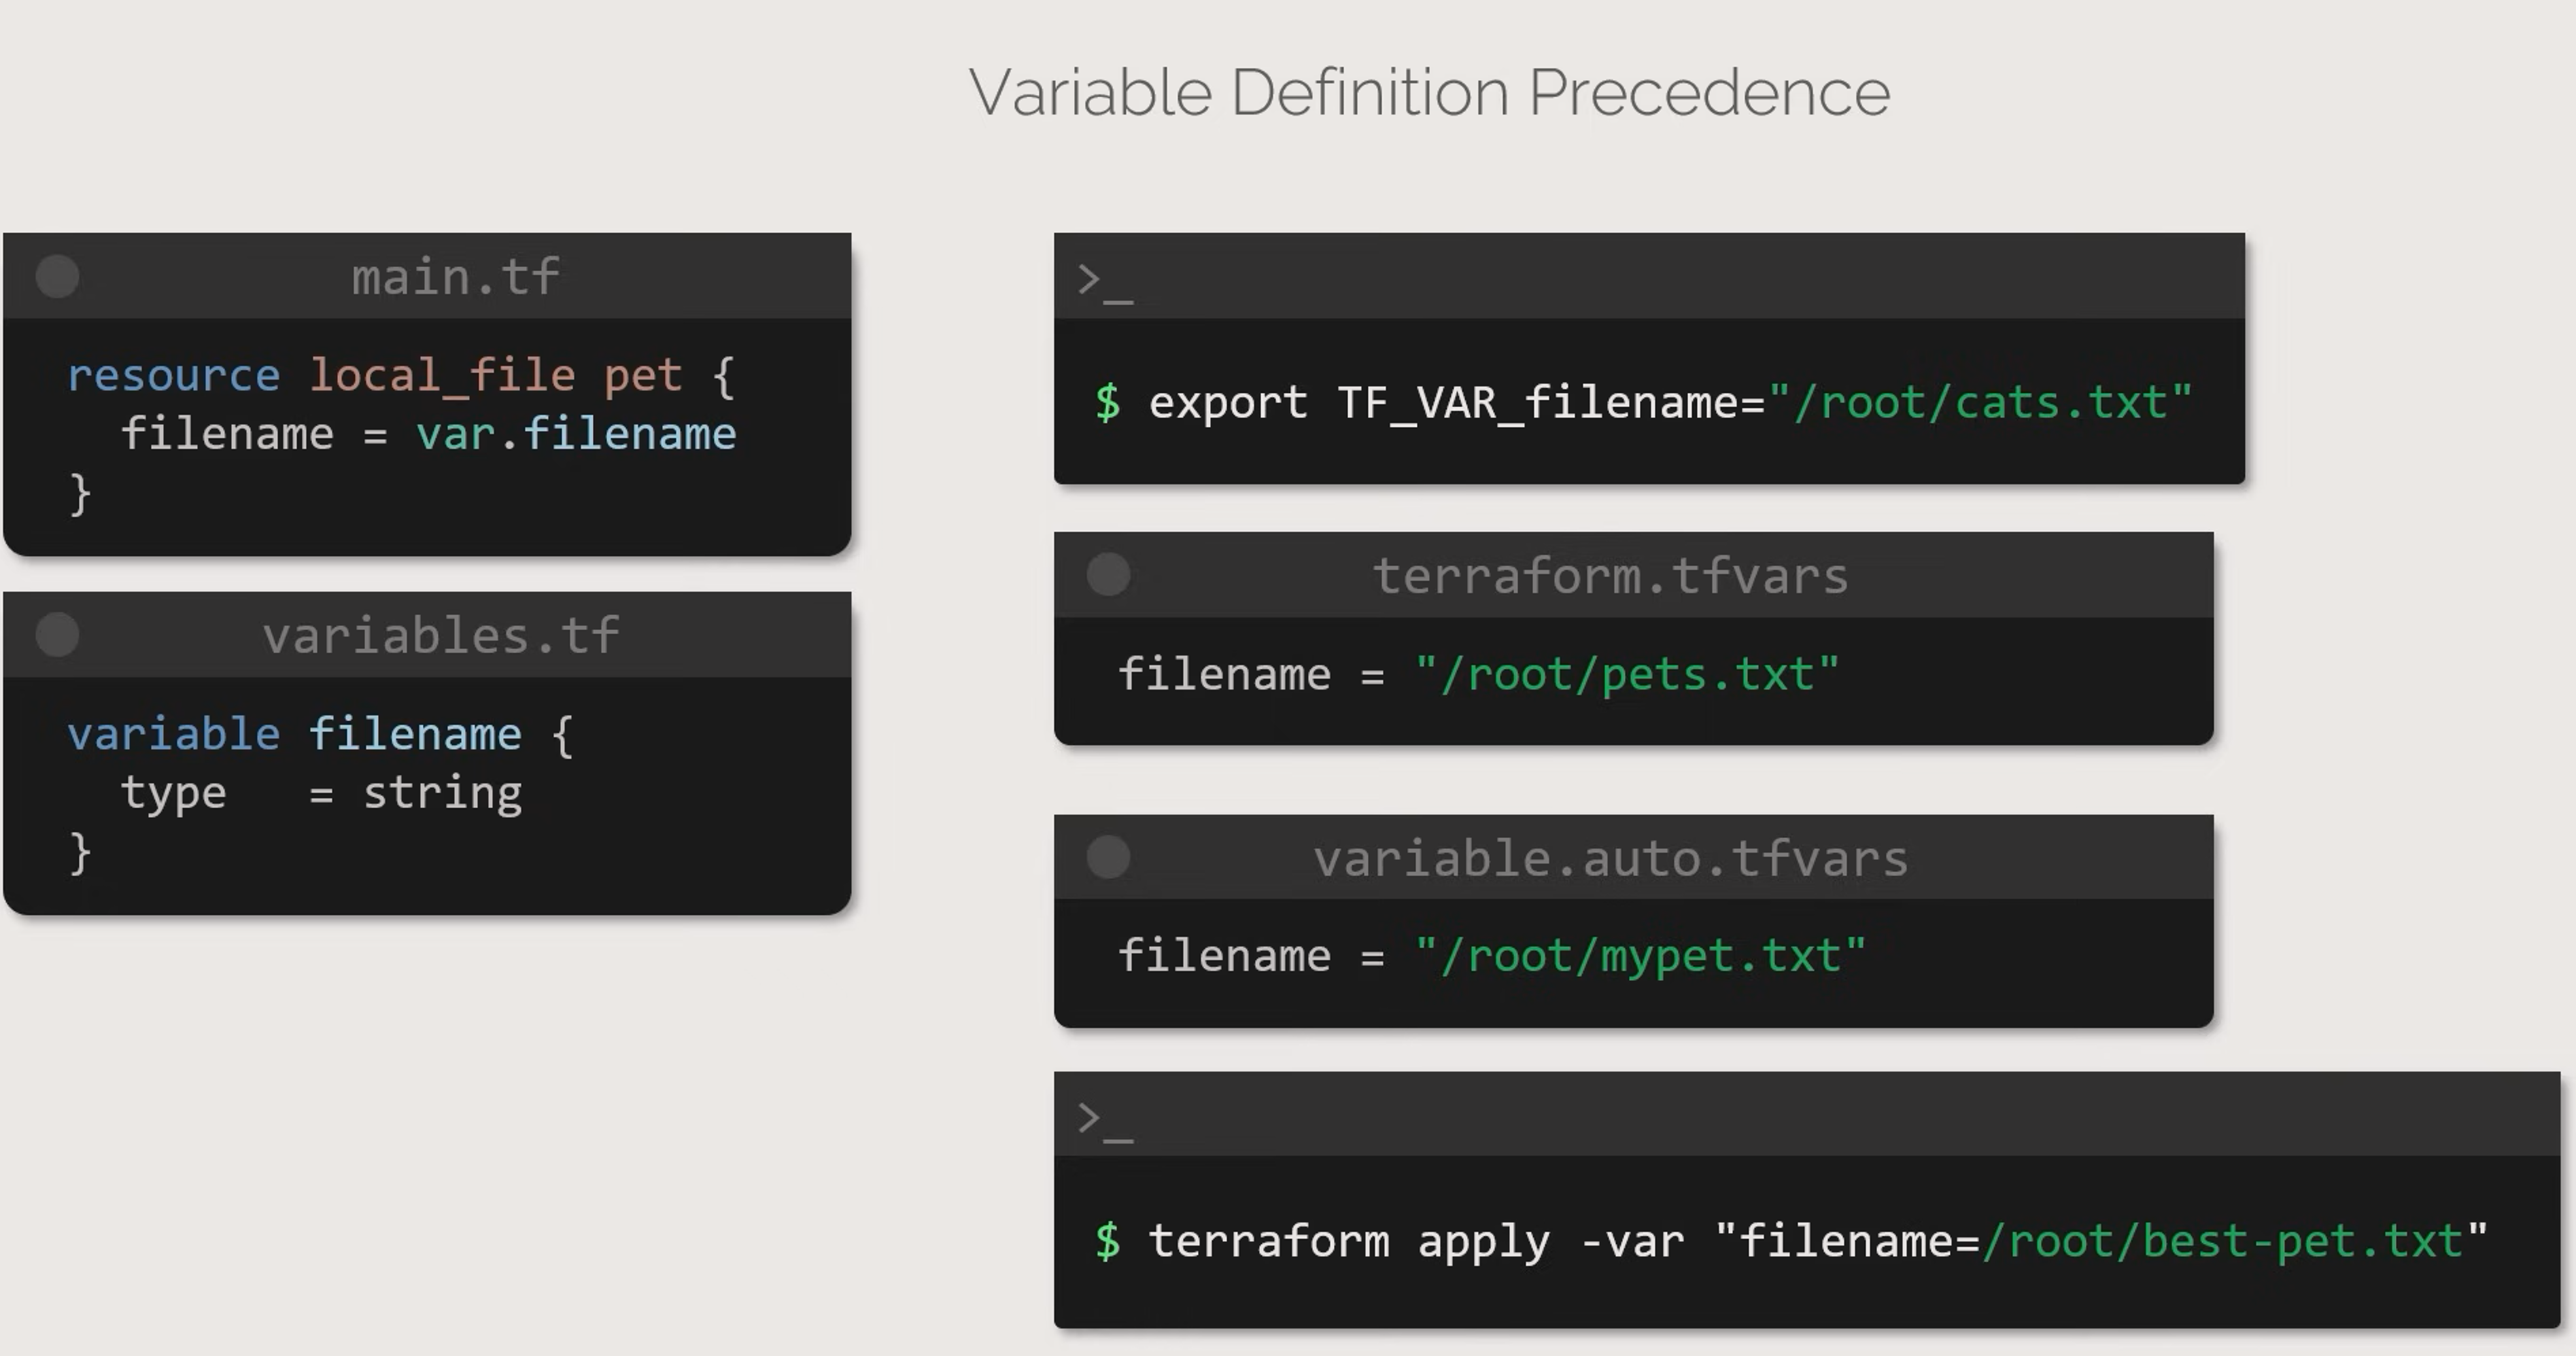 Variable Definition Precedence
main.tf
resource local_file pet {
  filename = var.filename
}
variables.tf
variable filename {
  type   = string
}
>_
$ export TF_VAR_filename="/root/cats.txt"
terraform.tfvars
filename = "/root/pets.txt"
variable.auto.tfvars
filename = "/root/mypet.txt"
>_
$ terraform apply -var "filename=/root/best-pet.txt"